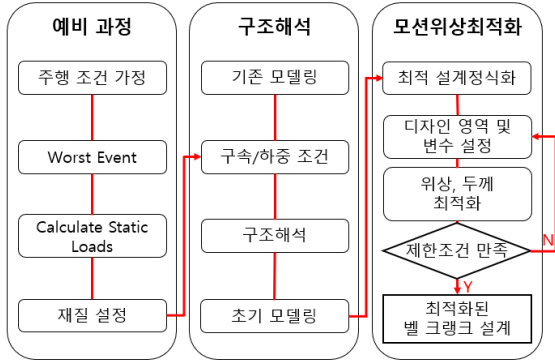 예비 과정
주행 조건 가정
Worst Event
Calculate Static
Loads
재질 설정
구조해석
기존 모델링
구속/하중 조건
구조해석
초기 모델링
모션위상최적화
최적 설계정식화
디자인 영역 및
변수 설정
위상, 두께
최적화
제한조건 만족
N
Y
최적화된
벨 크랭크 설계